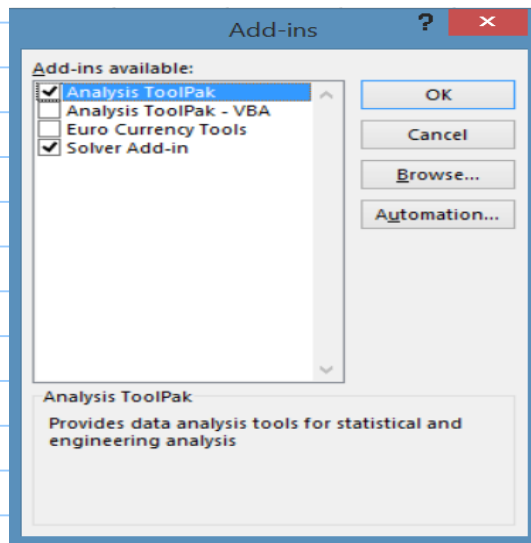 Add-ins
?
Add-ins available:
Analysis ToolPak
Analysis ToolPak - VBA
Euro Currency Tools
Solver Add-in
OK
Cancel
Browse...
Automation...
Analysis ToolPak
Provides data analysis tools for statistical and
engineering analysis